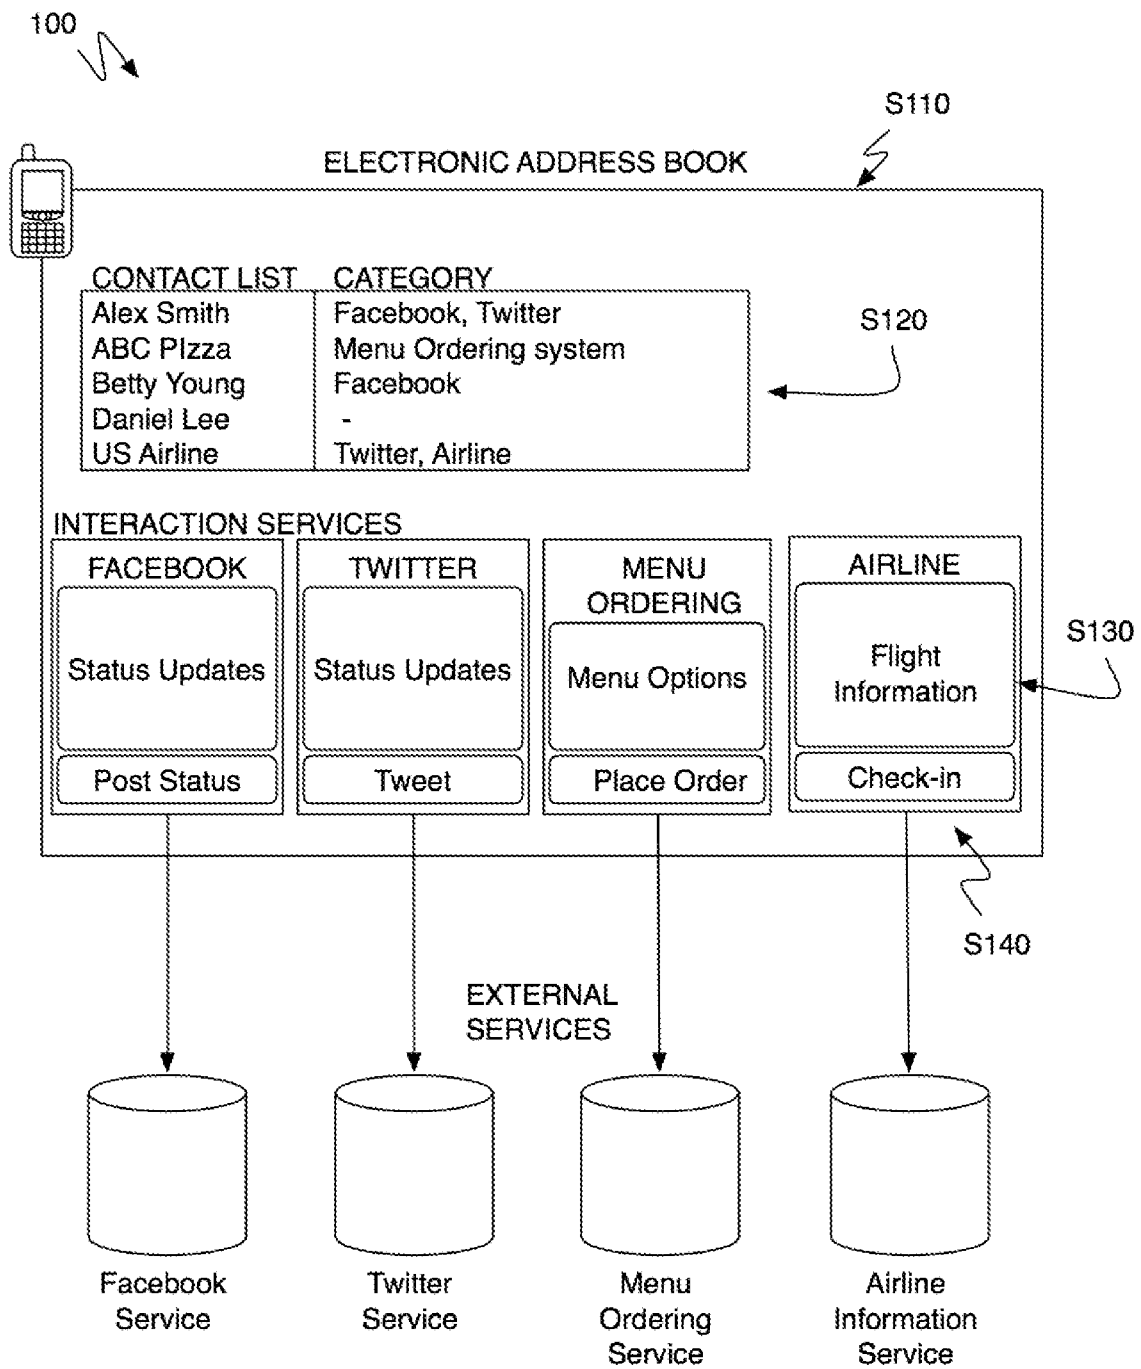 100
S110
ELECTRONIC ADDRESS BOOK
CONTACT LIST CATEGORY
Alex Smith Facebook, Twitter
ABC PIzza Menu Ordering system
Betty Young Facebook
Daniel Lee -
US Airline Twitter, Airline
S120
INTERACTION SERVICES
FACEBOOK
Status Updates
Post Status
TWITTER
Status Updates
Tweet
MENU
ORDERING
Menu Options
Place Order
AIRLINE
Flight
Information
Check-in
S130
S140
EXTERNAL
SERVICES
Facebook
Service
Twitter
Service
Menu
Ordering
Service
Airline
Information
Service